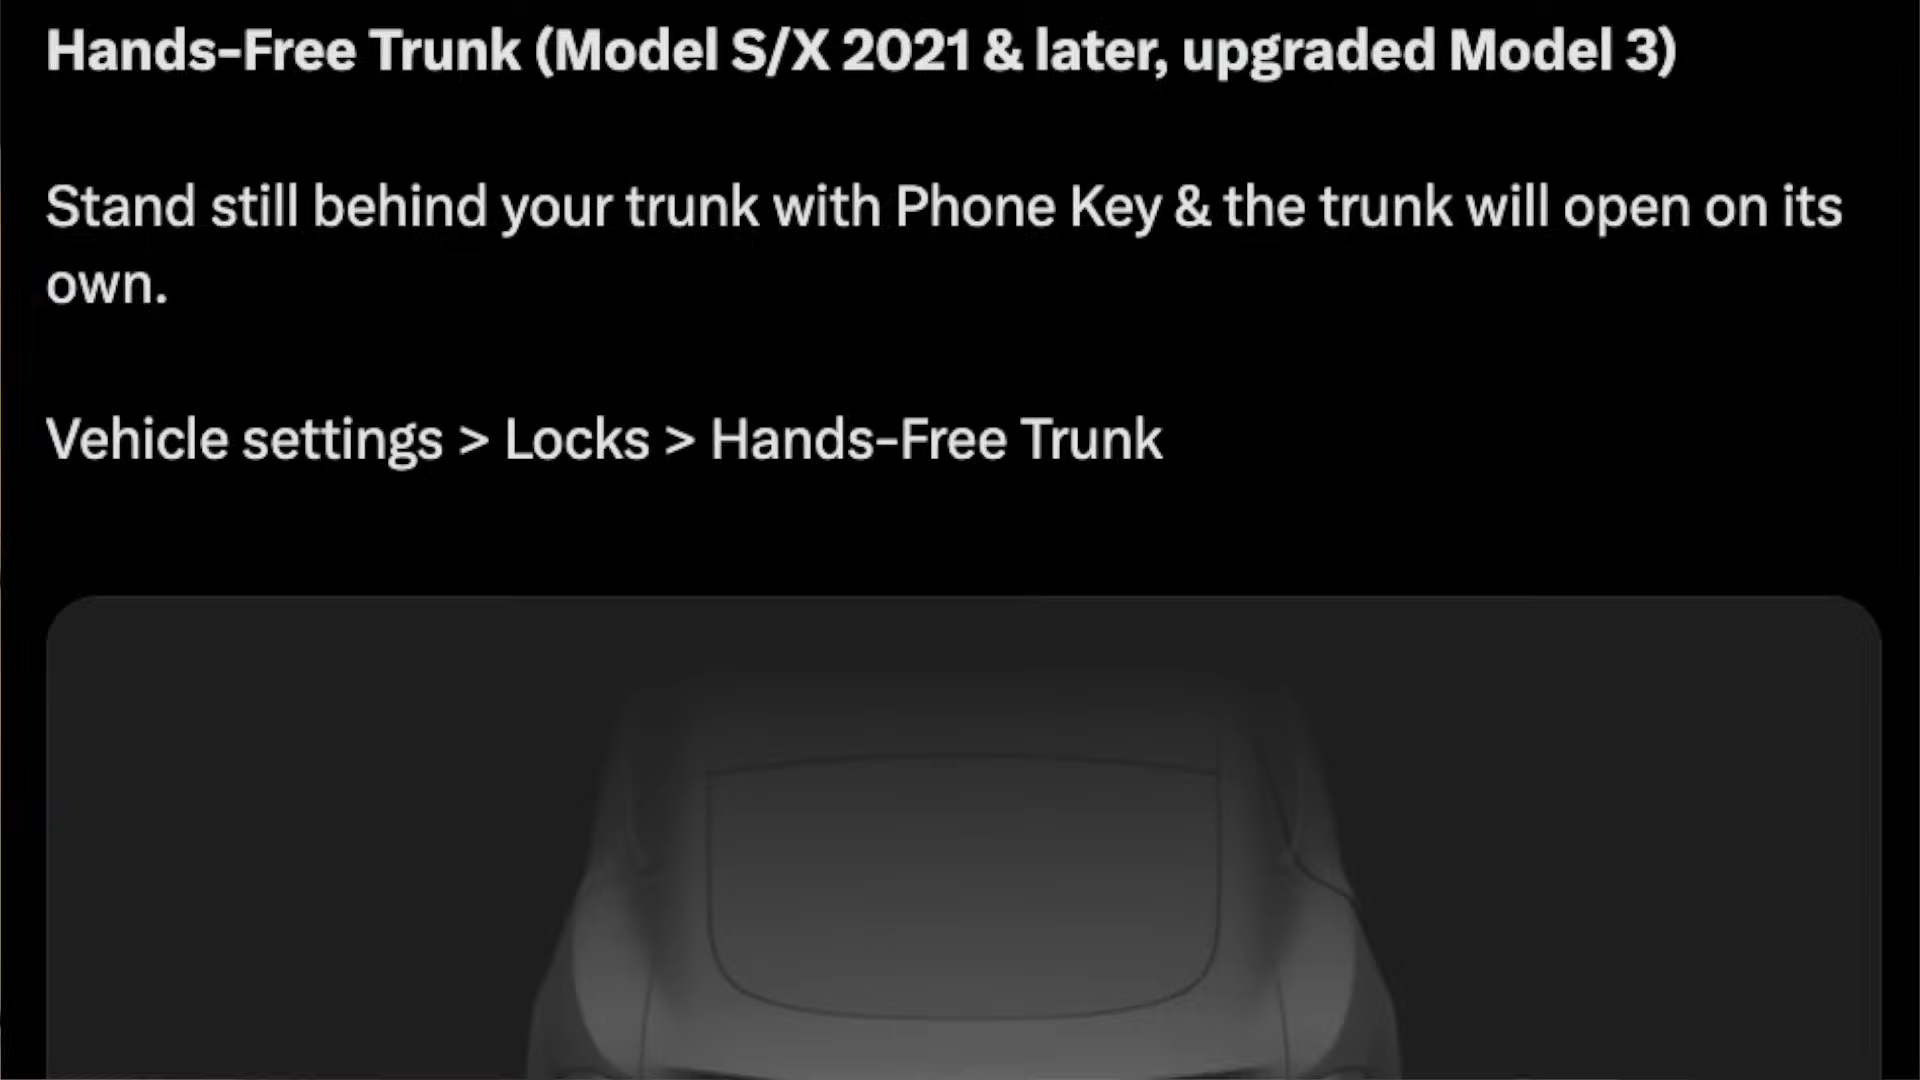 Hands-Free Trunk (Model S/X 2021 & later, upgraded Model 3)
Stand still behind your trunk with Phone Key & the trunk will open on its
own.
Vehicle settings > Locks > Hands-Free Trunk